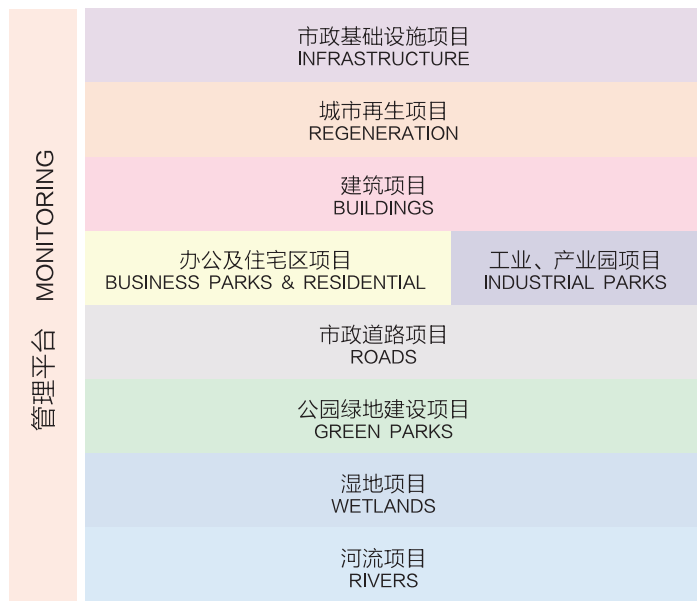 管理平台 MONITORING
市政基础设施项目
INFRASTRUCTURE
城市再生项目
REGENERATION
建筑项目
BUILDINGS
办公及住宅区项目
BUSINESS PARKS & RESIDENTIAL
工业、产业园项目
INDUSTRIAL PARKS
市政道路项目
ROADS
公园绿地建设项目
GREEN PARKS
湿地项目
WETLANDS
河流项目
RIVERS